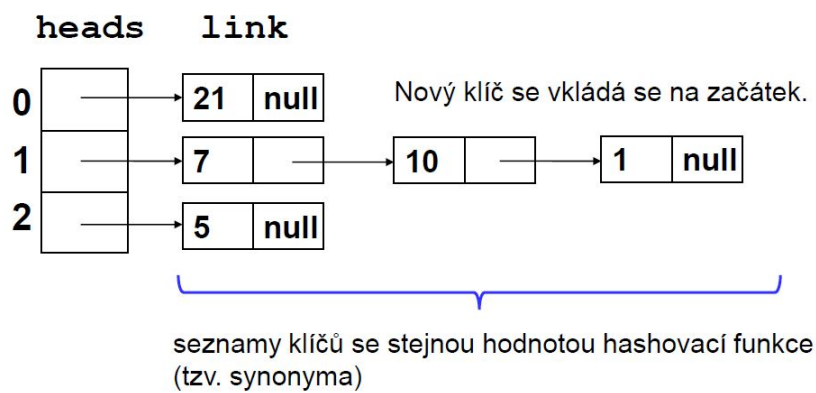 heads link
0 21 null Nový klíč se vkládá se na začátek.
1 7 10 1 null
2 5 null
seznamy klíčů se stejnou hodnotou hashovací funkce
(tzv. synonyma)